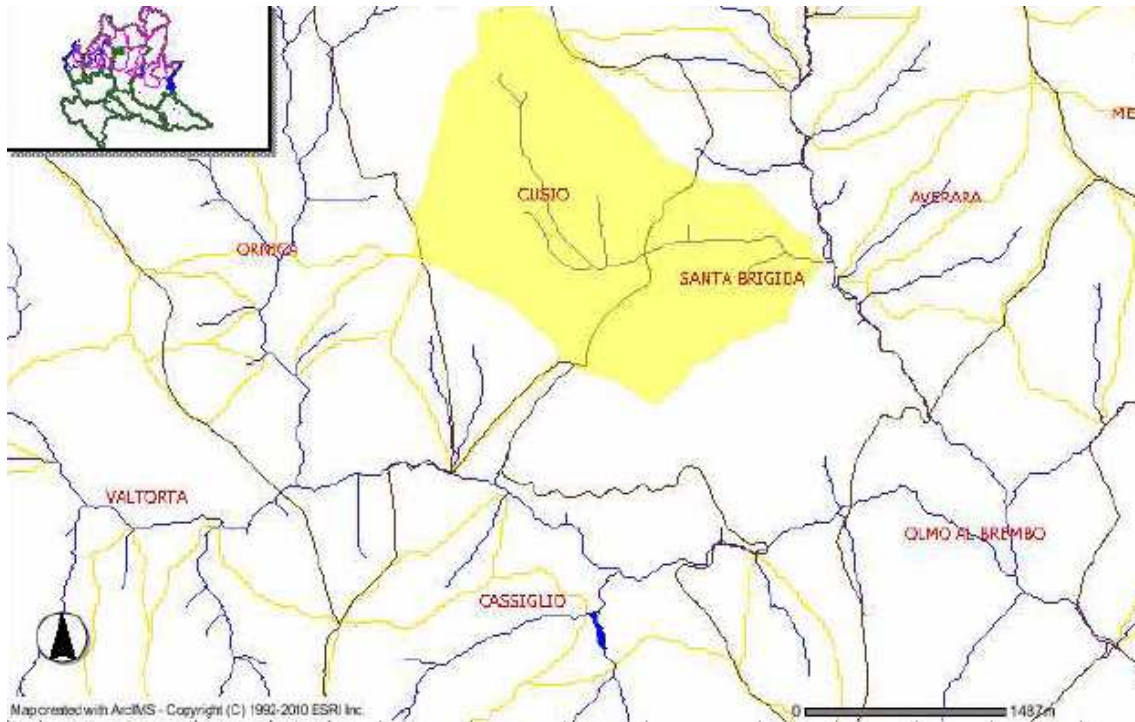 ME
CUSIO
AVERARA
ORNICA
SANTA BRIGIDA
VALTORTA
OLMO AL BREMBO
CASSIGLIO
Map created with ArcIMS - Copyright (C) 1992-2010 ESRI Inc.
0 1487m